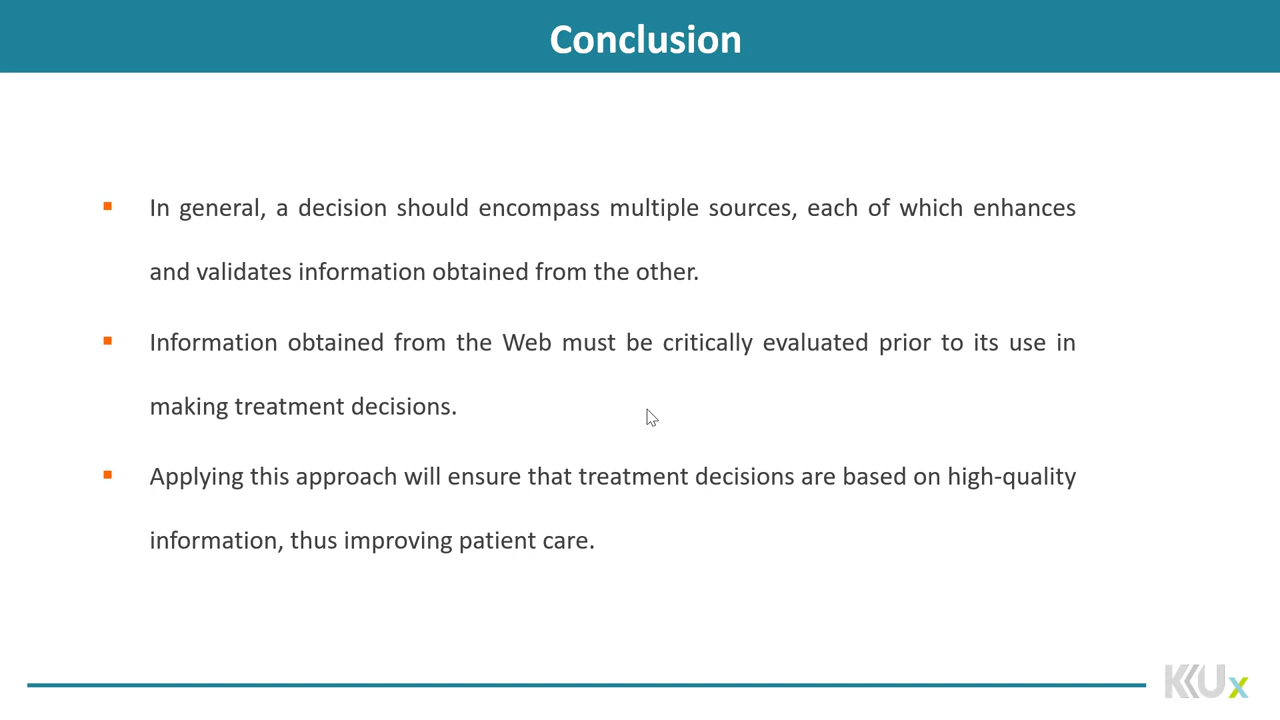 Conclusion
In general, a decision should encompass multiple sources, each of which enhances
and validates information obtained from the other.
Information obtained from the Web must be critically evaluated prior to its use in
making treatment decisions.
Applying this approach will ensure that treatment decisions are based on high-quality
information, thus improving patient care.
KKUx